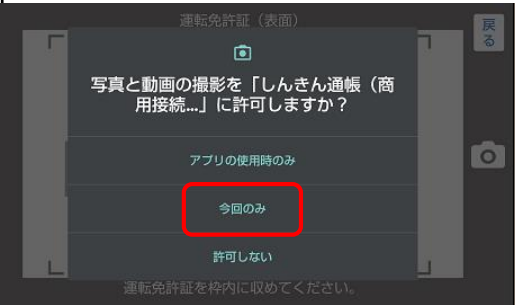 運転免許証（表面）
戻
る
写真と動画の撮影を「しんきん通帳（商
用接続...」に許可しますか？
アプリの使用時のみ
今回のみ
許可しない
運転免許証を枠内に収めてください。